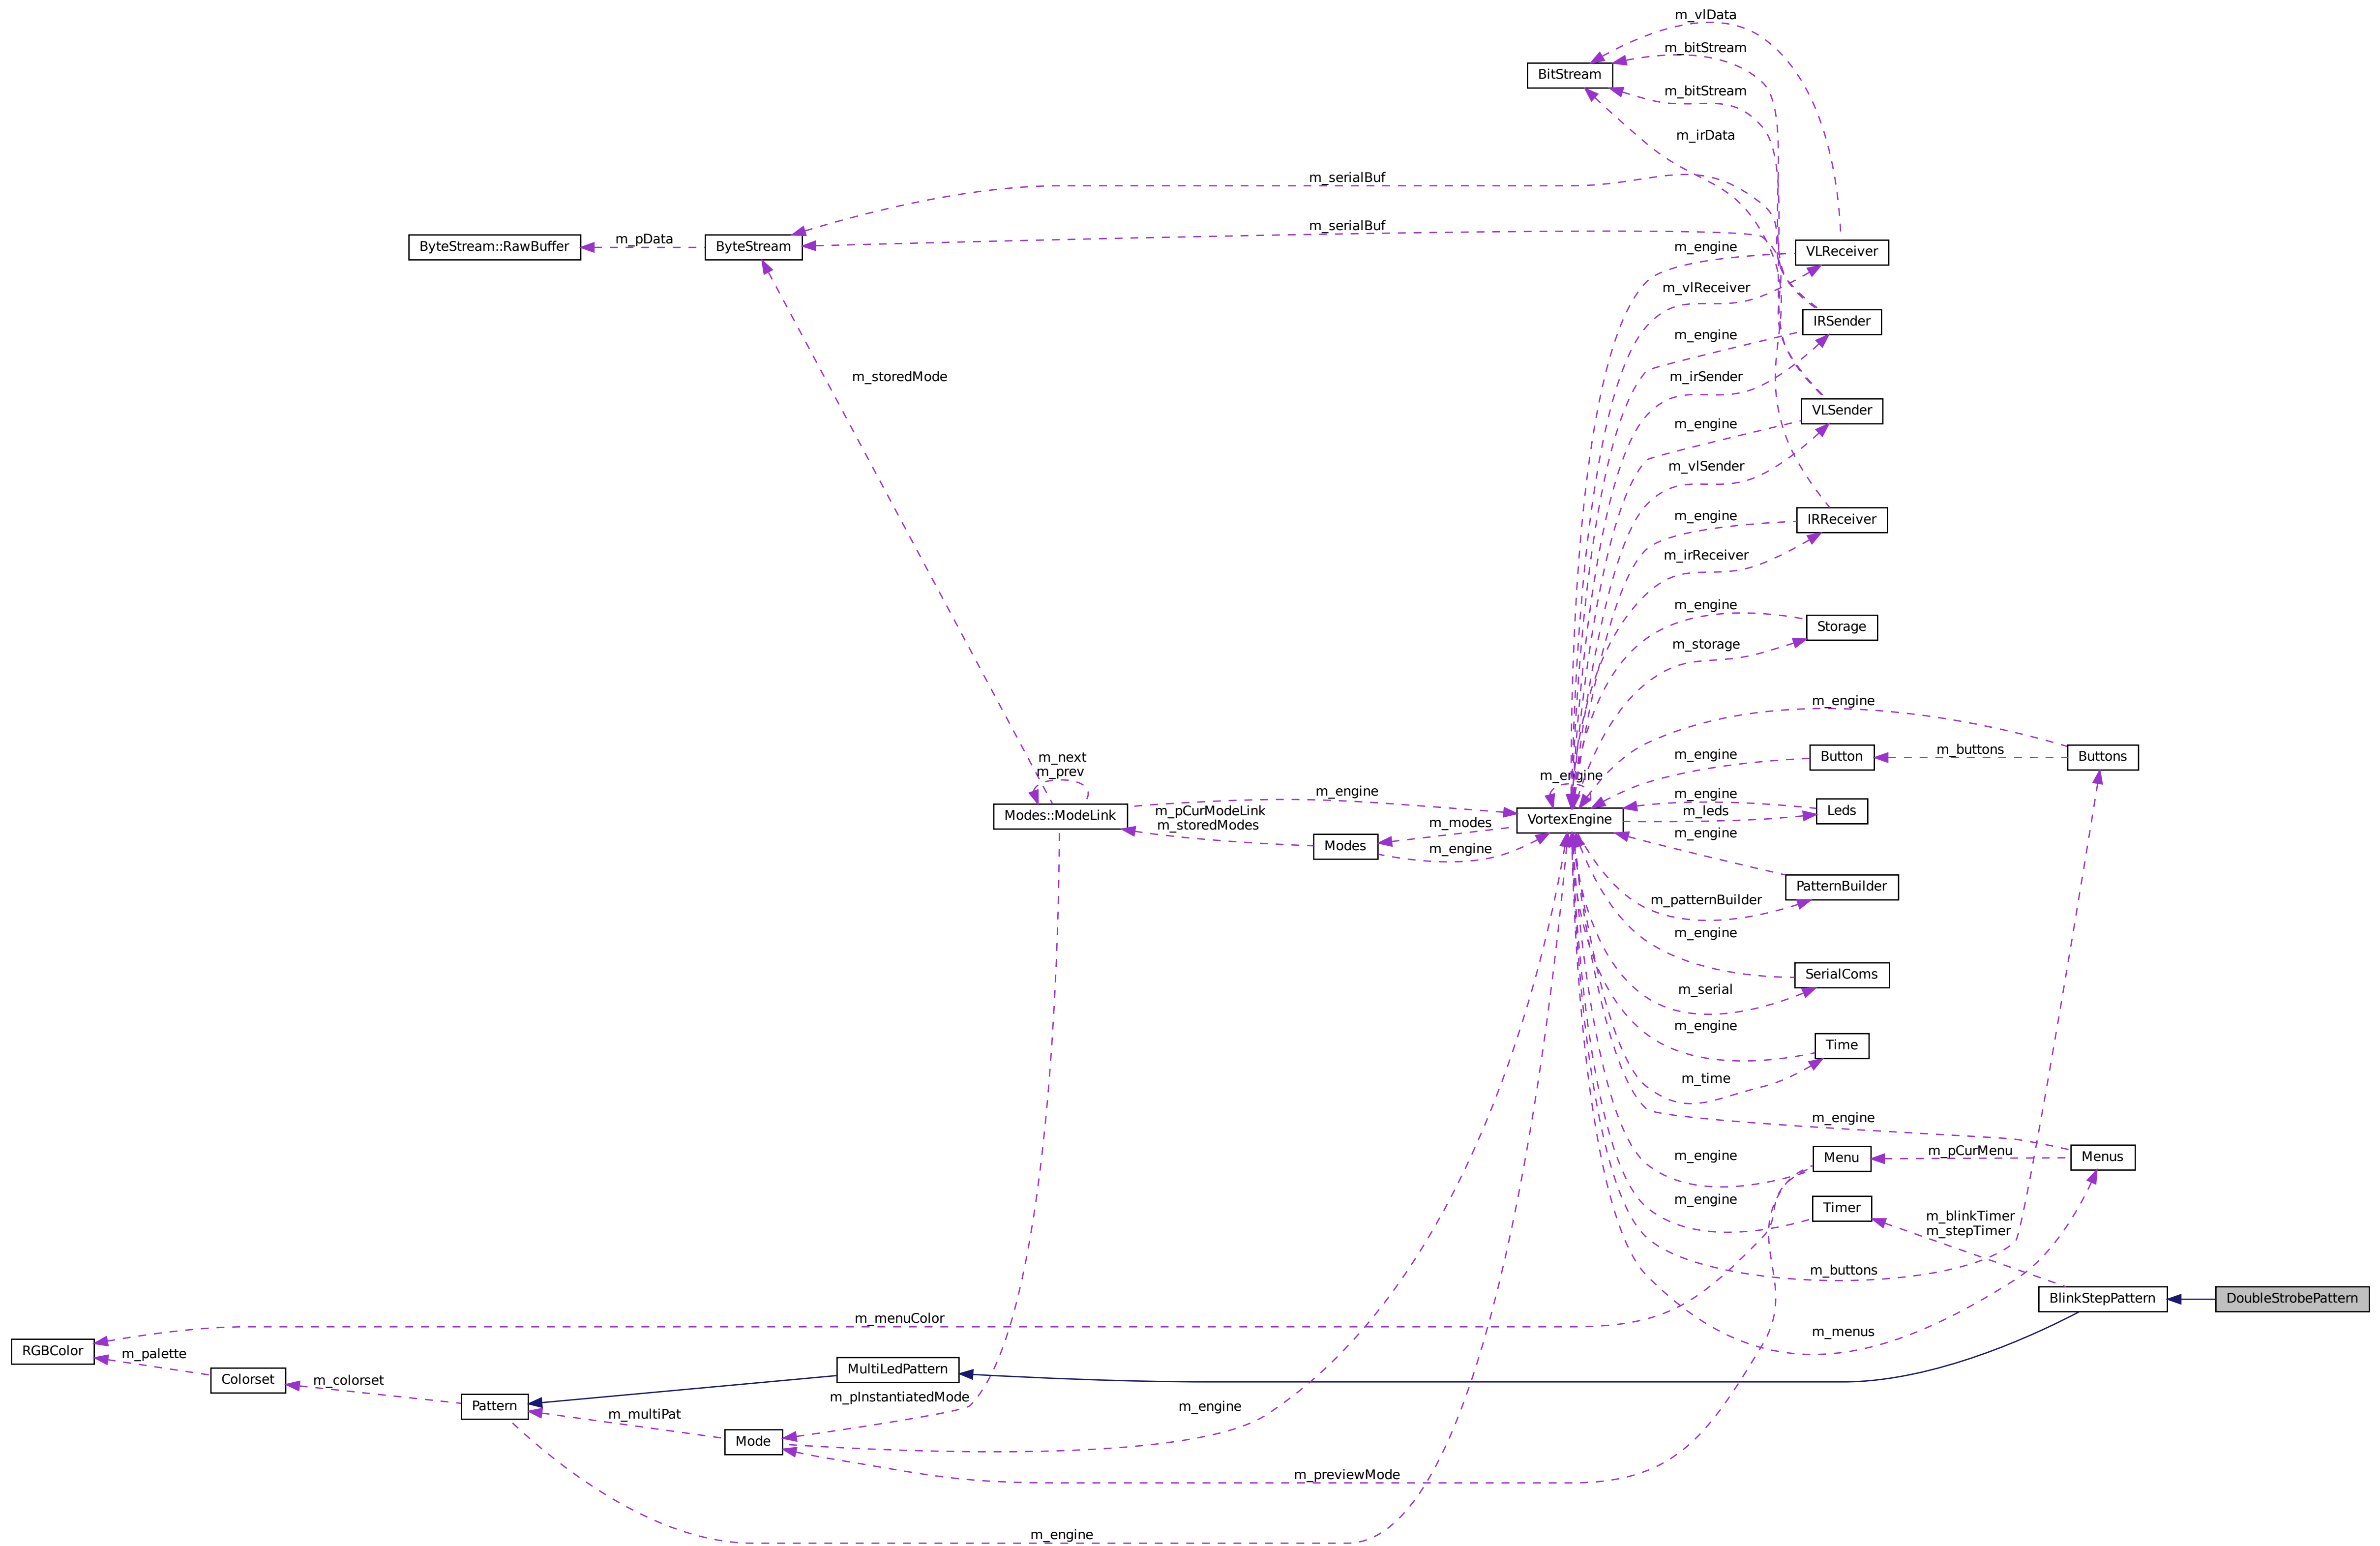 m_vlData
m_bitStream
BitStream
m_bitStream
m_irData
m_serialBuf
m_serialBuf
ByteStream::RawBuffer
m_pData
ByteStream
m_engine
VLReceiver
m_vlReceiver
IRSender
m_engine
m_storedMode
m_irSender
VLSender
m_engine
m_vlSender
m_engine
IRReceiver
m_irReceiver
m_engine
Storage
m_storage
m_engine
m_next
m_prev
m_engine
Button
m_buttons
Buttons
m_engine
m_engine
m_engine
Leds
m_leds
Modes::ModeLink
m_pCurModeLink
m_storedModes
m_modes
VortexEngine
m_engine
Modes
m_engine
PatternBuilder
m_patternBuilder
m_engine
SerialComs
m_serial
m_engine
Time
m_time
m_engine
m_engine
Menu
m_pCurMenu
Menus
m_engine
Timer
m_blinkTimer
m_stepTimer
m_buttons
BlinkStepPattern
DoubleStrobePattern
m_menuColor
m_menus
RGBColor
m_palette
Colorset
m_colorset
MultiLedPattern
m_pInstantiatedMode
Pattern
m_multiPat
Mode
m_engine
m_previewMode
m_engine